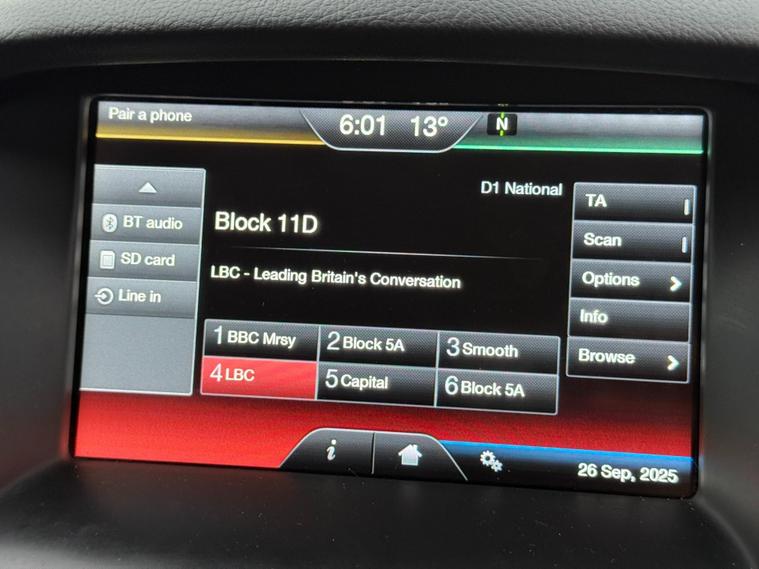 Pair a phone
6:01 13° N
D1 National
BT audio
SD card
Line in
Block 11D
LBC - Leading Britain's Conversation
1 BBC Mrsy
2 Block 5A
3 Smooth
4 LBC
5 Capital
6 Block 5A
TA
Scan
Options
Info
Browse
i
26 Sep, 2025